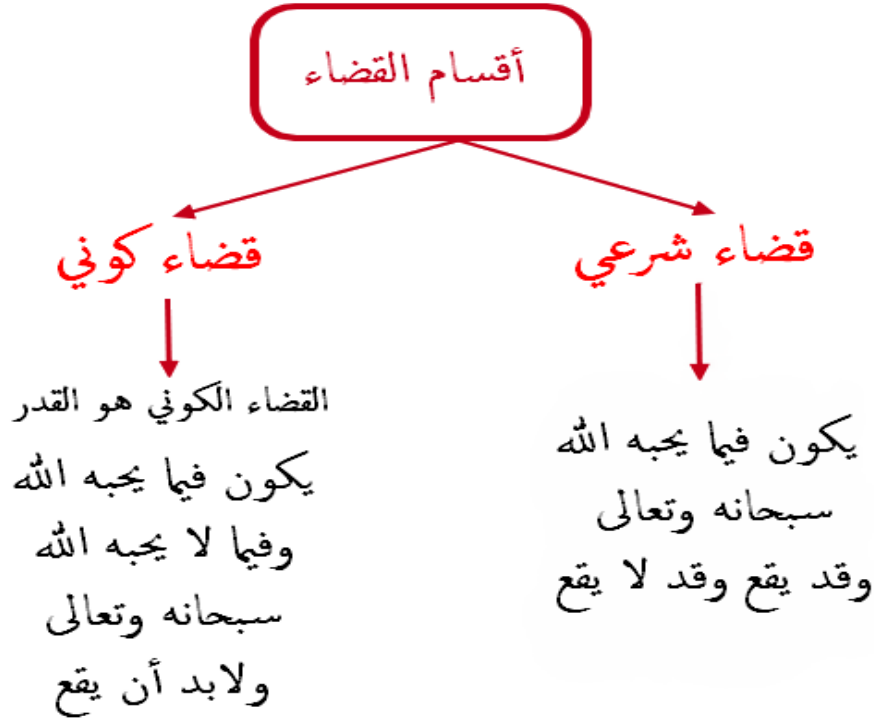 أقسام القضاء
قضاء شرعي
يكون فيما يحبه الله
سبحانه وتعالى
وقد يقع وقد لا يقع
قضاء كوني
القضاء الكوني هو القدر
يكون فيما يحبه الله
وفيما لا يحبه الله
سبحانه وتعالى
ولابد أن يقع